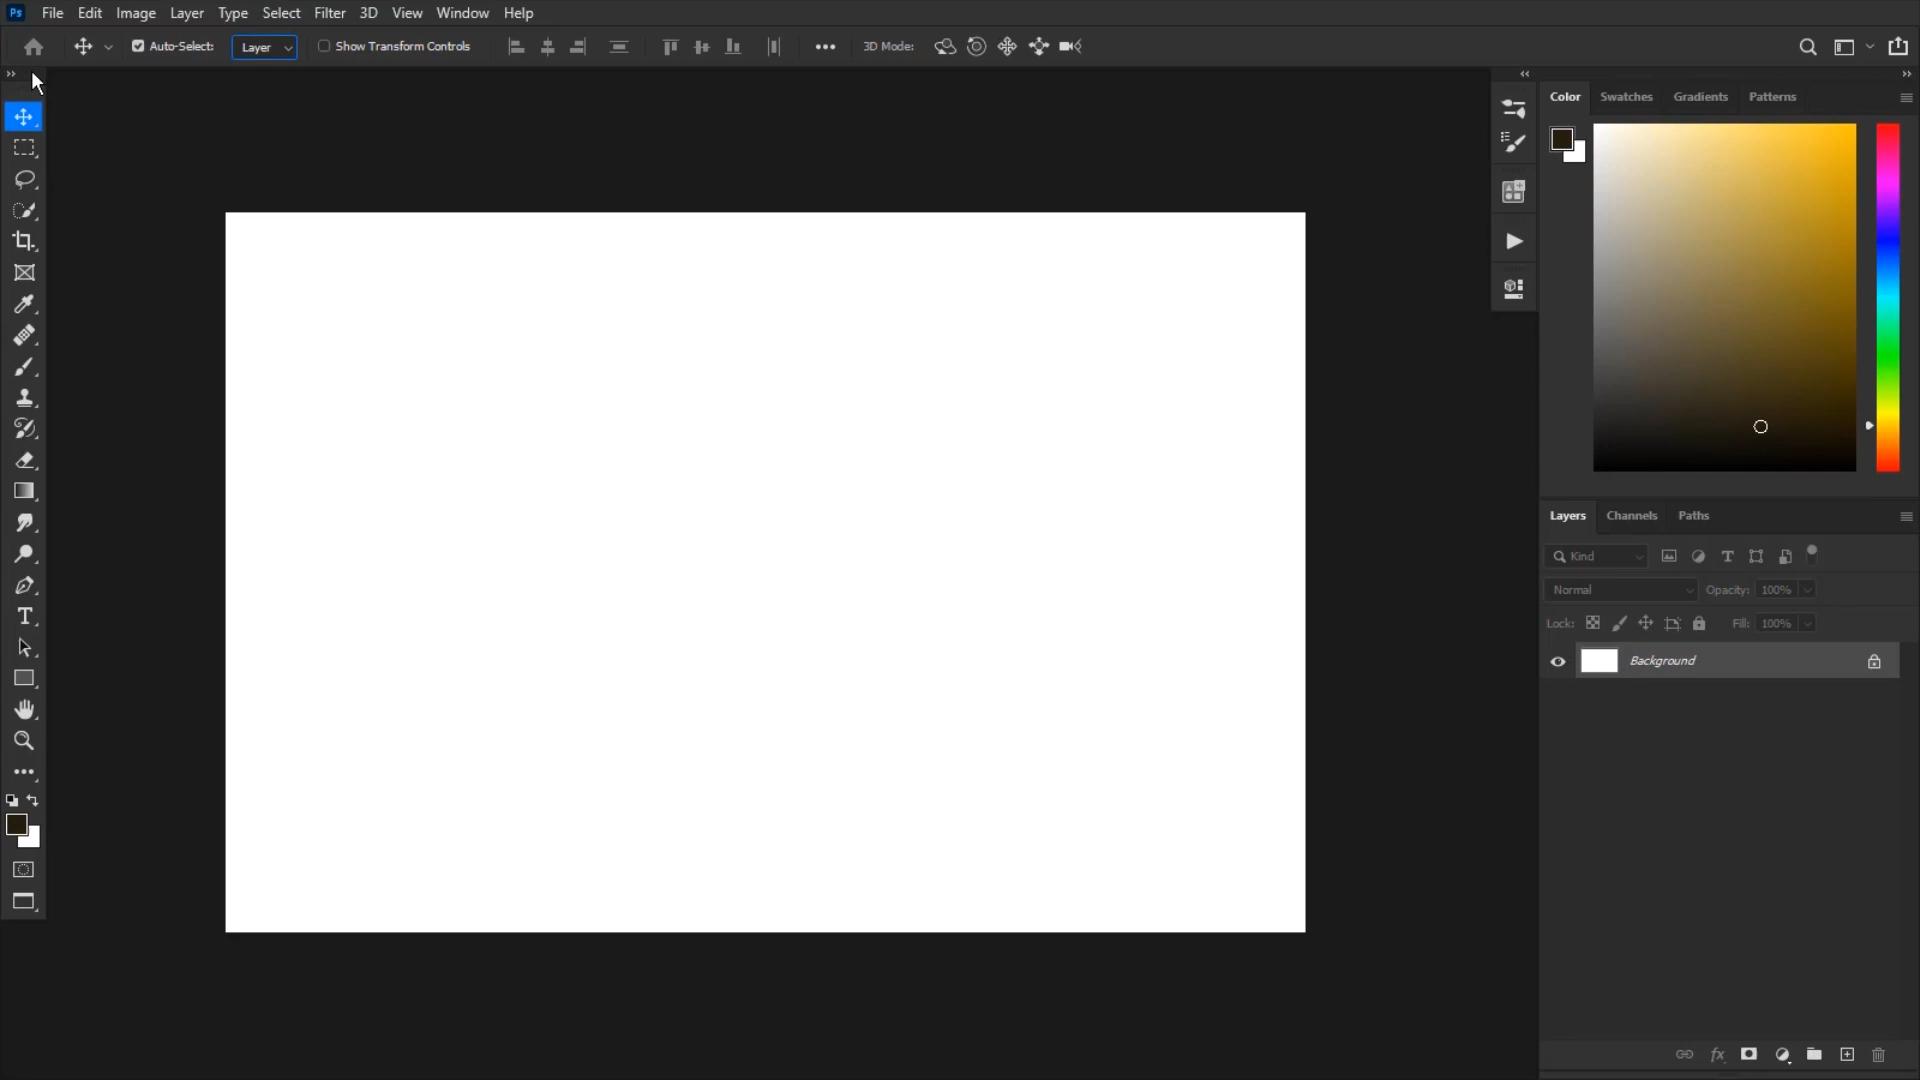 Ps File Edit Image Layer Type Select Filter 3D View Window Help
Auto-Select: Layer Show Transform Controls 3D Mode:
Color Swatches Gradients Patterns
Layers Channels Paths
Kind
Normal Opacity: 100%
Lock: Fill: 100%
Background
fx